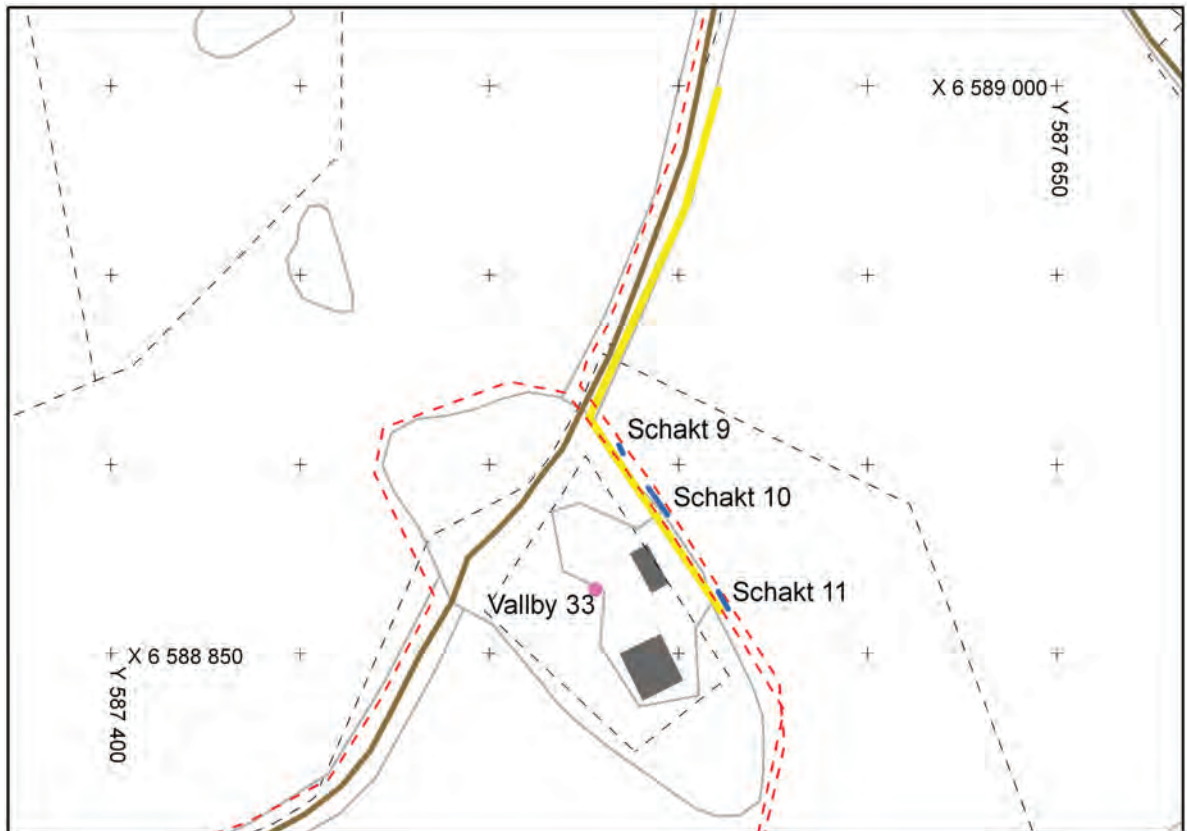 X 6 589 000
Y 587 650
Schakt 9
Schakt 10
Schakt 11
Vallby 33
X 6 588 850
Y 587 400